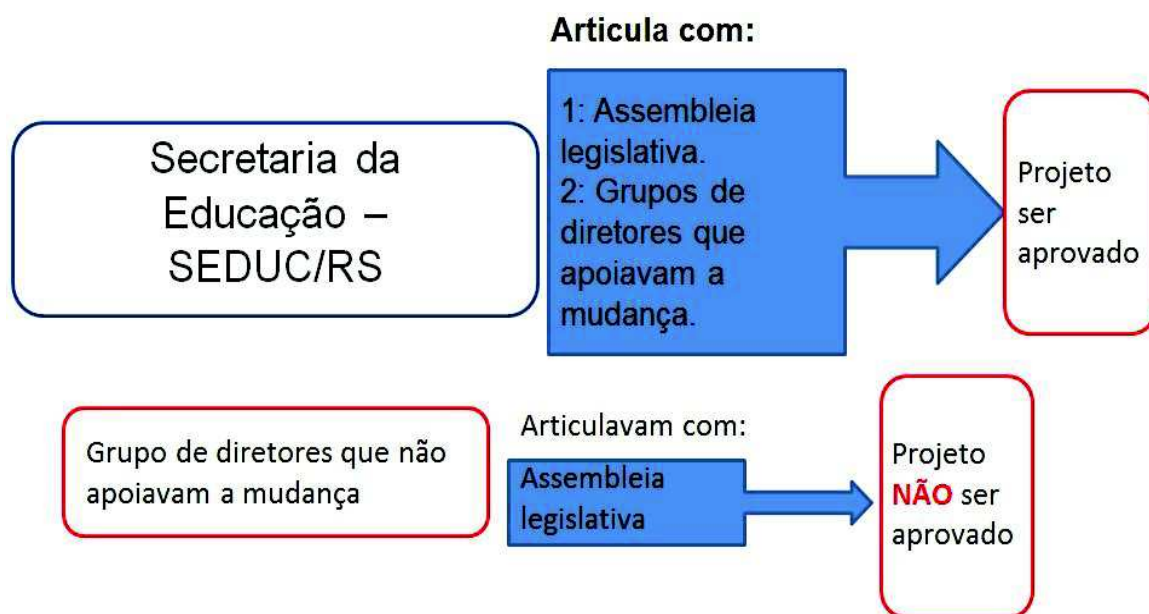 Articula com:
Secretaria da
Educação –
SEDUC/RS
1: Assembleia
legislativa.
2: Grupos de
diretores que
apoiavam a
mudança.
Projeto
ser
aprovado
Grupo de diretores que não
apoiavam a mudança
Articulavam com:
Assembleia
legislativa
Projeto
NÃO ser
aprovado